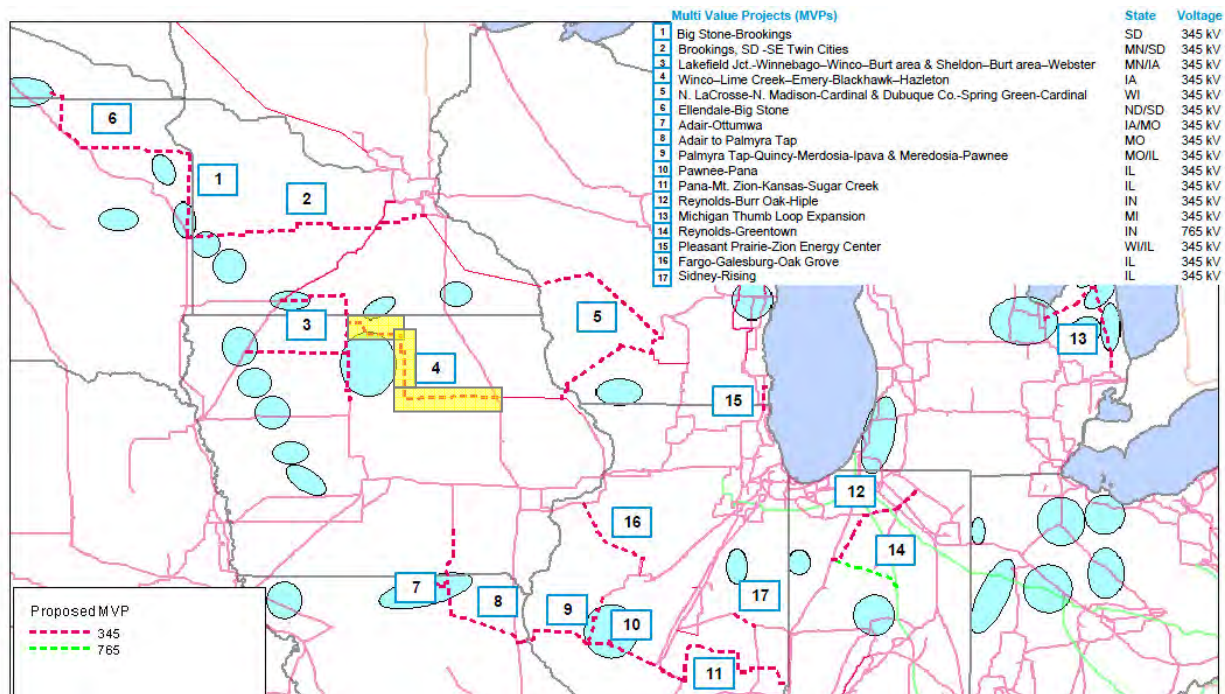 Multi Value Projects (MVPs) State Voltage
1 Big Stone-Brookings SD 345 kV
2 Brookings, SD -SE Twin Cities MN/SD 345 kV
3 Lakefield Jct.-Winnebago–Winco–Burt area & Sheldon–Burt area–Webster MN/IA 345 kV
4 Winco–Lime Creek–Emery-Blackhawk–Hazleton IA 345 kV
5 N. LaCrosse-N. Madison-Cardinal & Dubuque Co.-Spring Green-Cardinal WI 345 kV
6 Ellendale-Big Stone ND/SD 345 kV
7 Adair-Ottumwa IA/MO 345 kV
8 Adair to Palmyra Tap MO 345 kV
9 Palmyra Tap-Quincy-Merdosia-Ipava & Meredosia-Pawnee MO/IL 345 kV
10 Pawnee-Pana IL 345 kV
11 Pana-Mt. Zion-Kansas-Sugar Creek IL 345 kV
12 Reynolds-Burr Oak-Hiple IN 345 kV
13 Michigan Thumb Loop Expansion MI 345 kV
14 Reynolds-Greentown IN 765 kV
15 Pleasant Prairie-Zion Energy Center WI/IL 345 kV
16 Fargo-Galesburg-Oak Grove IL 345 kV
17 Sidney-Rising IL 345 kV
6
1
2
3
4
5
13
15
12
16
14
7
8
9
10
17
11
Proposed MVP
345
765